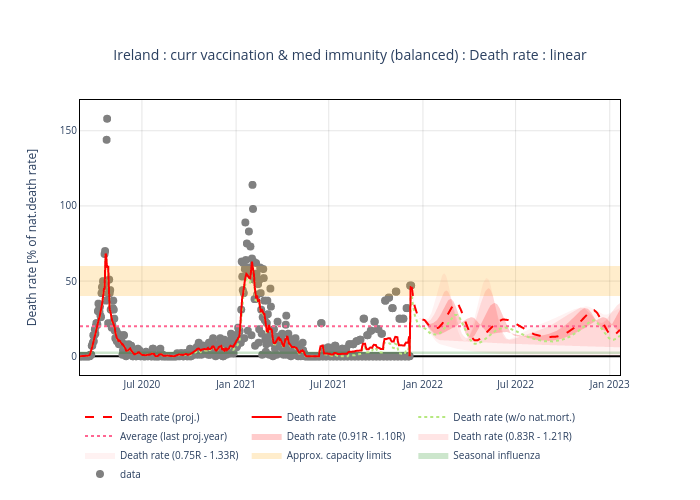 Ireland : curr vaccination & med immunity (balanced) : Death rate : linear
Death rate [% of nat.death rate]
150
100
50
0
Jul 2020
Jan 2021
Jul 2021
Jan 2022
Jul 2022
Jan 2023
Death rate (proj.)
Death rate
Death rate (w/o nat.mort.)
Average (last proj.year)
Death rate (0.91R - 1.10R)
Death rate (0.83R - 1.21R)
Death rate (0.75R - 1.33R)
Approx. capacity limits
Seasonal influenza
data